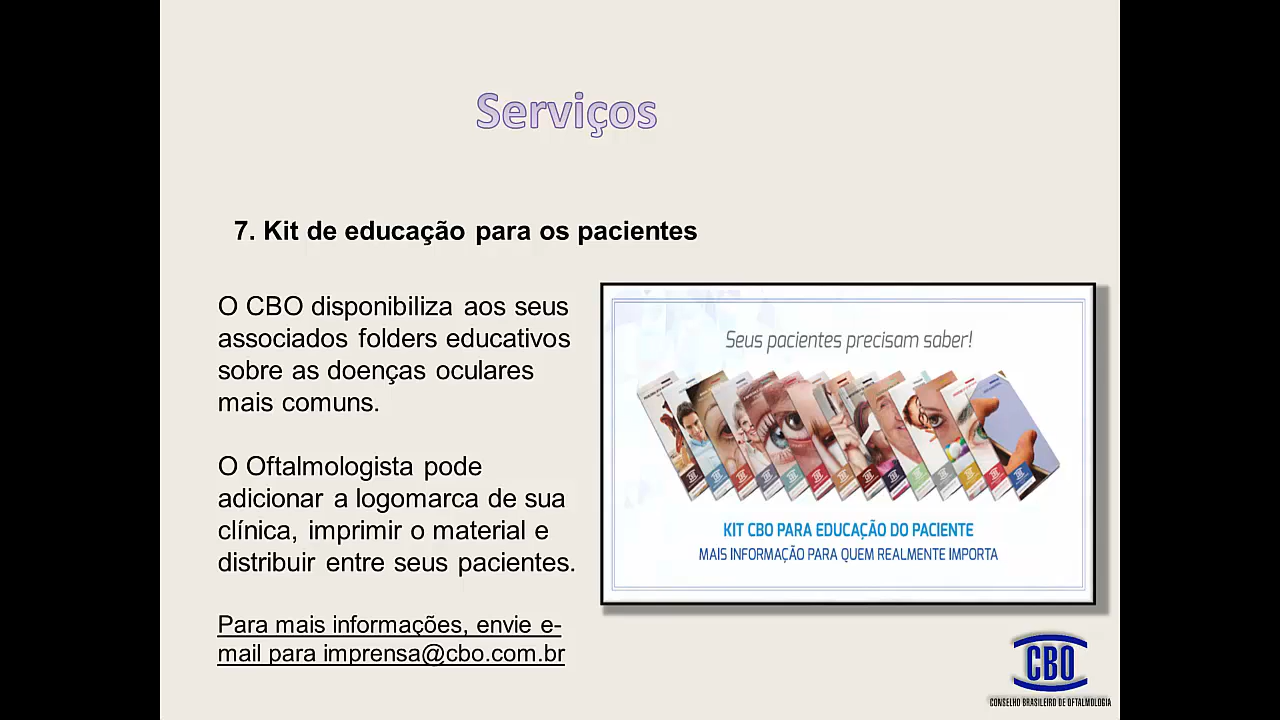 Serviços
7. Kit de educação para os pacientes
O CBO disponibiliza aos seus
associados folders educativos
sobre as doenças oculares
mais comuns.
O Oftalmologista pode
adicionar a logomarca de sua
clínica, imprimir o material e
distribuir entre seus pacientes.
Para mais informações, envie e-
mail para imprensa@cbo.com.br
Seus pacientes precisam saber!
KIT CBO PARA EDUCAÇÃO DO PACIENTE
MAIS INFORMAÇÃO PARA QUEM REALMENTE IMPORTA
CBO
CONSELHO BRASILEIRO DE OFTALMOLOGIA